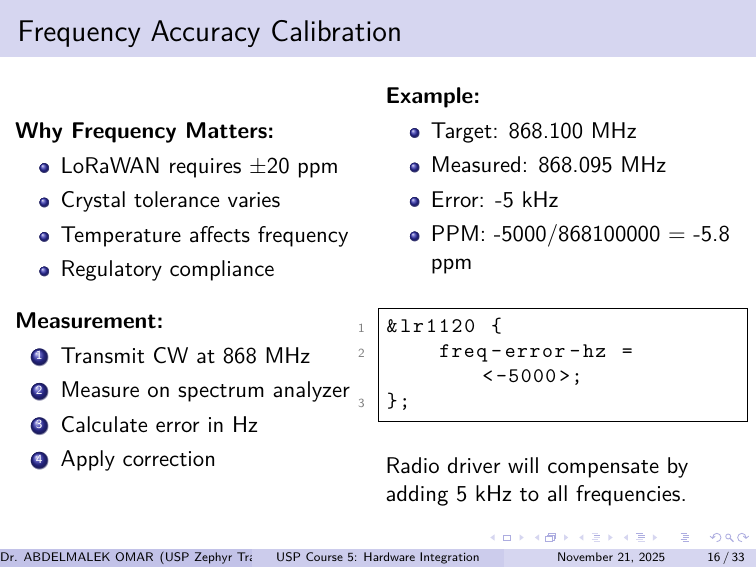 Frequency Accuracy Calibration
Why Frequency Matters:
LoRaWAN requires ±20 ppm
Crystal tolerance varies
Temperature affects frequency
Regulatory compliance
Measurement:
1 Transmit CW at 868 MHz
2 Measure on spectrum analyzer
3 Calculate error in Hz
4 Apply correction
Example:
Target: 868.100 MHz
Measured: 868.095 MHz
Error: -5 kHz
PPM: -5000/868100000 = -5.8
ppm
1 &lr1120 {
2 freq-error-hz =
<-5000>;
3 };
Radio driver will compensate by
adding 5 kHz to all frequencies.
Dr. ABDELMALEK OMAR (USP Zephyr Tra USP Course 5: Hardware Integration November 21, 2025 16 / 33